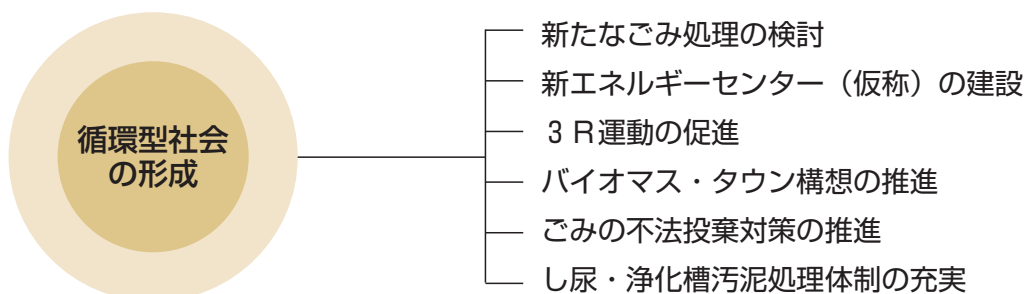 循環型社会
の形成
新たなごみ処理の検討
新エネルギーセンター（仮称）の建設
３Ｒ運動の促進
バイオマス・タウン構想の推進
ごみの不法投棄対策の推進
し尿・浄化槽汚泥処理体制の充実